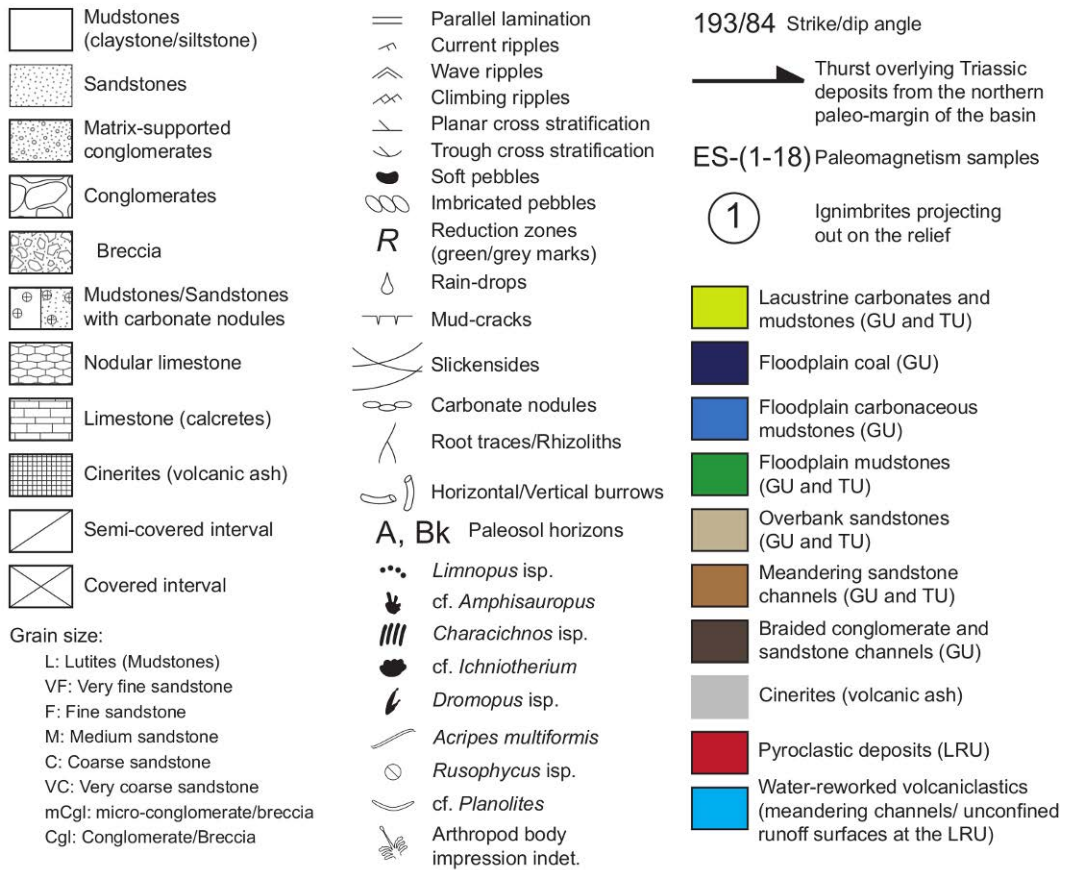 Mudstones
(claystone/siltstone)
Sandstones
Matrix-supported
conglomerates
Conglomerates
Breccia
Mudstones/Sandstones
with carbonate nodules
Nodular limestone
Limestone (calcretes)
Cinerites (volcanic ash)
Semi-covered interval
Covered interval
Grain size:
L: Lutites (Mudstones)
VF: Very fine sandstone
F: Fine sandstone
M: Medium sandstone
C: Coarse sandstone
VC: Very coarse sandstone
mCgl: micro-conglomerate/breccia
Cgl: Conglomerate/Breccia
Parallel lamination
Current ripples
Wave ripples
Climbing ripples
Planar cross stratification
Trough cross stratification
Soft pebbles
Imbricated pebbles
R Reduction zones
(green/grey marks)
Rain-drops
Mud-cracks
Slickensides
Carbonate nodules
Root traces/Rhizoliths
Horizontal/Vertical burrows
A, Bk Paleosol horizons
Limnopus isp.
cf. Amphisauropus
Characichnos isp.
cf. Ichniotherium
Dromopus isp.
Acripes multiformis
Rusophycus isp.
cf. Planolites
Arthropod body
impression indet.
193/84 Strike/dip angle
Thurst overlying Triassic
deposits from the northern
paleo-margin of the basin
ES-(1-18) Paleomagnetism samples
1 Ignimbrites projecting
out on the relief
Lacustrine carbonates and
mudstones (GU and TU)
Floodplain coal (GU)
Floodplain carbonaceous
mudstones (GU)
Floodplain mudstones
(GU and TU)
Overbank sandstones
(GU and TU)
Meandering sandstone
channels (GU and TU)
Braided conglomerate and
sandstone channels (GU)
Cinerites (volcanic ash)
Pyroclastic deposits (LRU)
Water-reworked volcaniclastics
(meandering channels/ unconfined
runoff surfaces at the LRU)